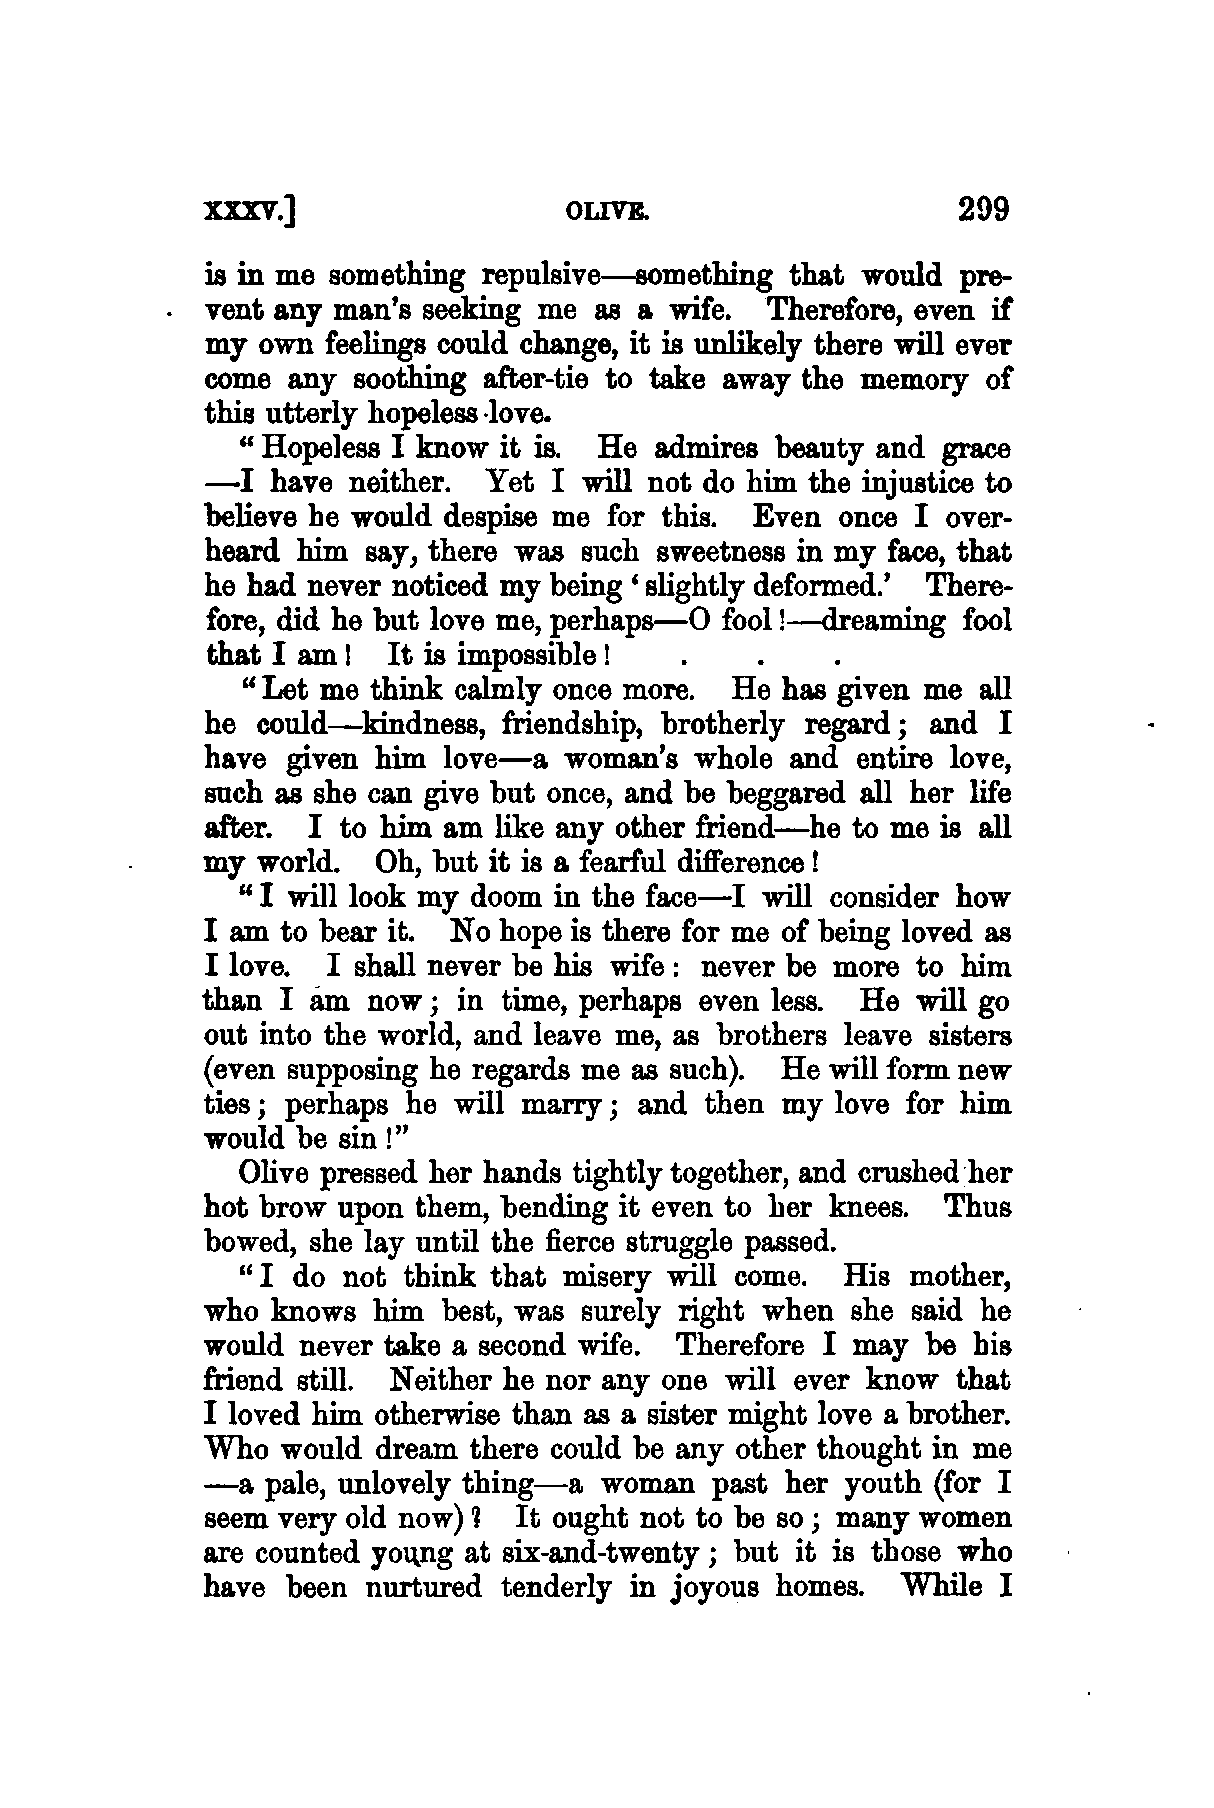 XXXV.] OLIVE. 299
is in me something repulsive—something that would pre-
vent any man's seeking me as a wife. Therefore, even if
my own feelings could change, it is unlikely there will ever
come any soothing after-tie to take away the memory of
this utterly hopeless love.
"Hopeless I know it is. He admires beauty and grace
—I have neither. Yet I will not do him the injustice to
believe he would despise me for this. Even once I over-
heard him say, there was such sweetness in my face, that
he had never noticed my being 'slightly deformed.' There-
fore, did he but love me, perhaps—O fool!—dreaming fool
that I am! It is impossible! . . .
"Let me think calmly once more. He has given me all
he could—kindness, friendship, brotherly regard; and I
have given him love—a woman's whole and entire love,
such as she can give but once, and be beggared all her life
after. I to him am like any other friend—he to me is all
my world. Oh, but it is a fearful difference!
"I will look my doom in the face—I will consider how
I am to bear it. No hope is there for me of being loved as
I love. I shall never be his wife: never be more to him
than I am now; in time, perhaps even less. He will go
out into the world, and leave me, as brothers leave sisters
(even supposing he regards me as such). He will form new
ties; perhaps he will marry; and then my love for him
would be sin!"
Olive pressed her hands tightly together, and crushed her
hot brow upon them, bending it even to her knees. Thus
bowed, she lay until the fierce struggle passed.
"I do not think that misery will come. His mother,
who knows him best, was surely right when she said he
would never take a second wife. Therefore I may be his
friend still. Neither he nor any one will ever know that
I loved him otherwise than as a sister might love a brother.
Who would dream there could be any other thought in me
—a pale, unlovely thing—a woman past her youth (for I
seem very old now)? It ought not to be so; many women
are counted young at six-and-twenty; but it is those who
have been nurtured tenderly in joyous homes. While I